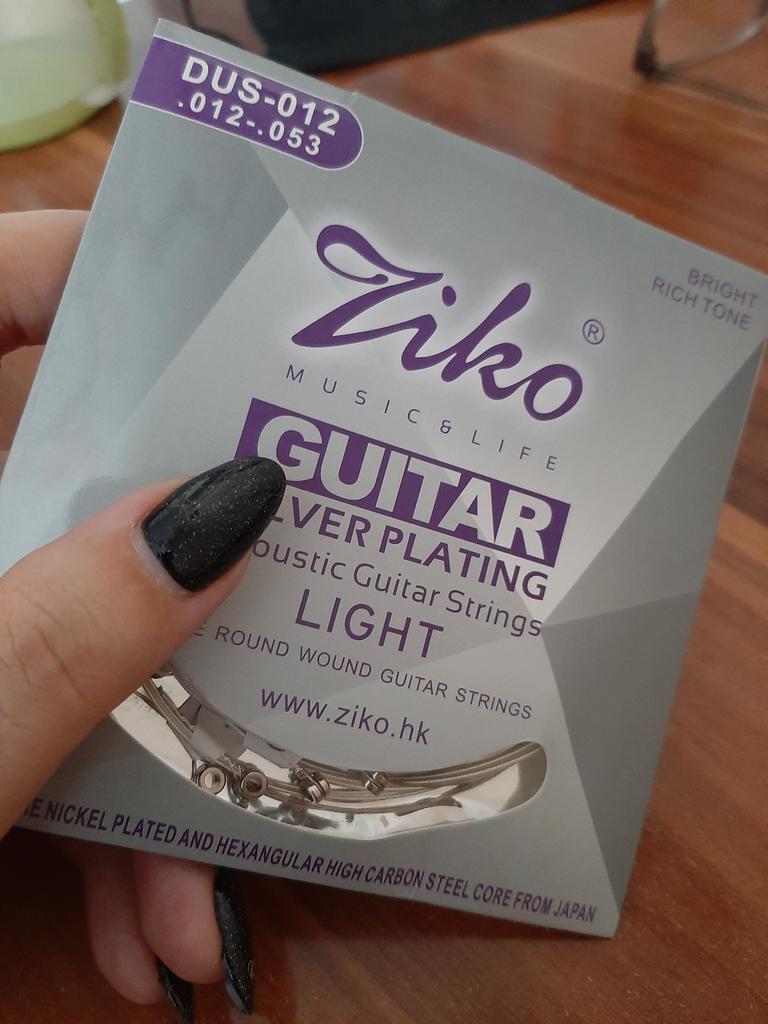 DUS-012
.012-.053
BRIGHT
RICH TONE
Ziko®
MUSIC & LIFE
GUITAR
LVER PLATING
oustic Guitar Strings
LIGHT
E ROUND WOUND GUITAR STRINGS
www.ziko.hk
E NICKEL PLATED AND HEXANGULAR HIGH CARBON STEEL CORE FROM JAPAN